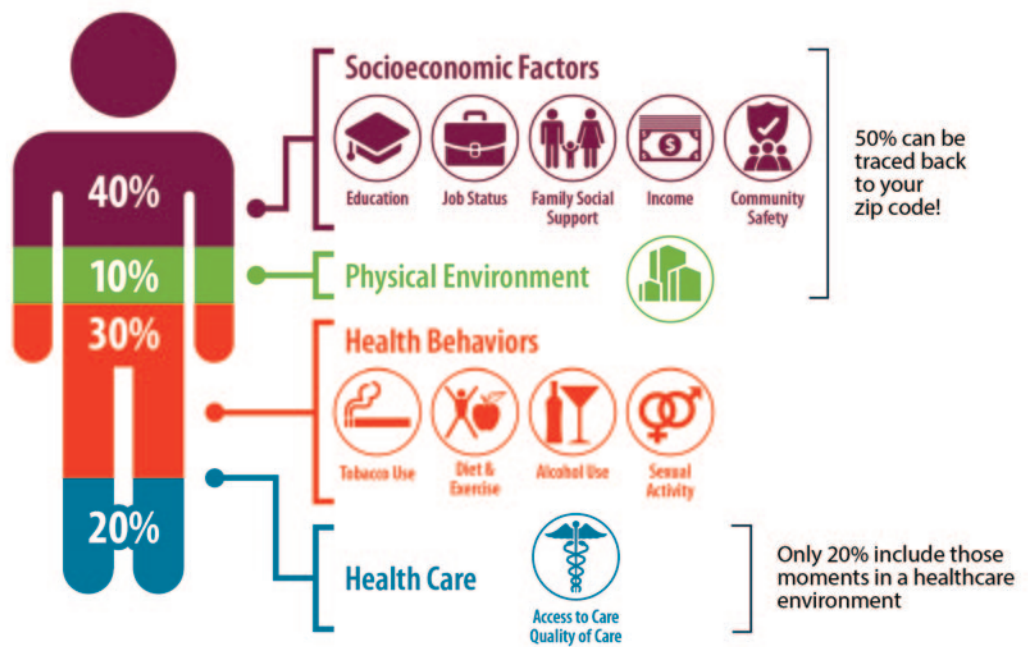 Socioeconomic Factors
40%
Education
Job Status
Family Social
Support
Income
$
Community
Safety
50% can be
traced back
to your
zip code!
10%
Physical Environment
30%
Health Behaviors
Tobacco Use
Diet &
Exercise
Alcohol Use
Sexual
Activity
20%
Health Care
Access to Care
Quality of Care
Only 20% include those
moments in a healthcare
environment